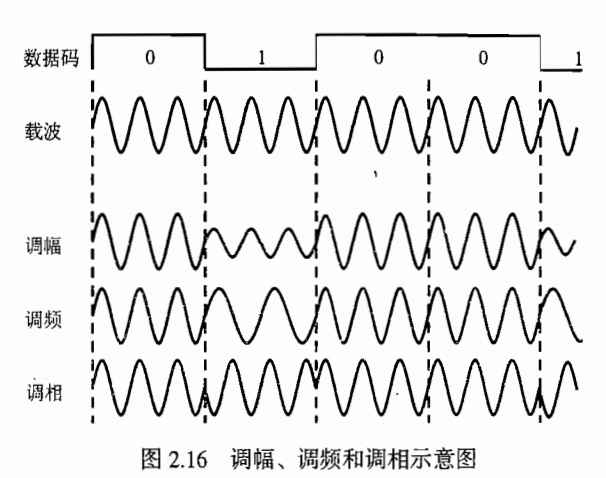 数据码 0 1 0 0 1
载波
调幅
调频
调相
图 2.16 调幅、调频和调相示意图